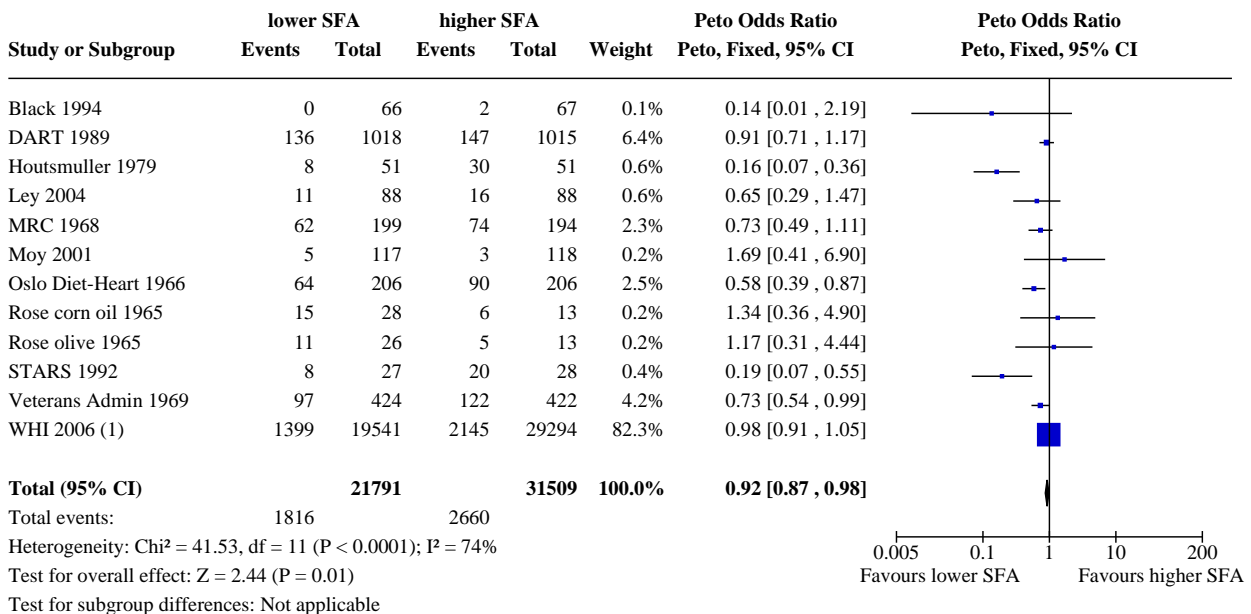 lower SFA higher SFA Peto Odds Ratio Peto Odds Ratio
Study or Subgroup Events Total Events Total Weight Peto, Fixed, 95% CI Peto, Fixed, 95% CI
Black 1994 0 66 2 67 0.1% 0.14 [0.01 , 2.19]
DART 1989 136 1018 147 1015 6.4% 0.91 [0.71 , 1.17]
Houtsmuller 1979 8 51 30 51 0.6% 0.16 [0.07 , 0.36]
Ley 2004 11 88 16 88 0.6% 0.65 [0.29 , 1.47]
MRC 1968 62 199 74 194 2.3% 0.73 [0.49 , 1.11]
Moy 2001 5 117 3 118 0.2% 1.69 [0.41 , 6.90]
Oslo Diet-Heart 1966 64 206 90 206 2.5% 0.58 [0.39 , 0.87]
Rose corn oil 1965 15 28 6 13 0.2% 1.34 [0.36 , 4.90]
Rose olive 1965 11 26 5 13 0.2% 1.17 [0.31 , 4.44]
STARS 1992 8 27 20 28 0.4% 0.19 [0.07 , 0.55]
Veterans Admin 1969 97 424 122 422 4.2% 0.73 [0.54 , 0.99]
WHI 2006 (1) 1399 19541 2145 29294 82.3% 0.98 [0.91 , 1.05]
Total (95% CI) 21791 31509 100.0% 0.92 [0.87 , 0.98]
Total events: 1816 2660
Heterogeneity: Chi² = 41.53, df = 11 (P < 0.0001); I² = 74%
Test for overall effect: Z = 2.44 (P = 0.01)
Test for subgroup differences: Not applicable
0.005 0.1 1 10 200
Favours lower SFA Favours higher SFA